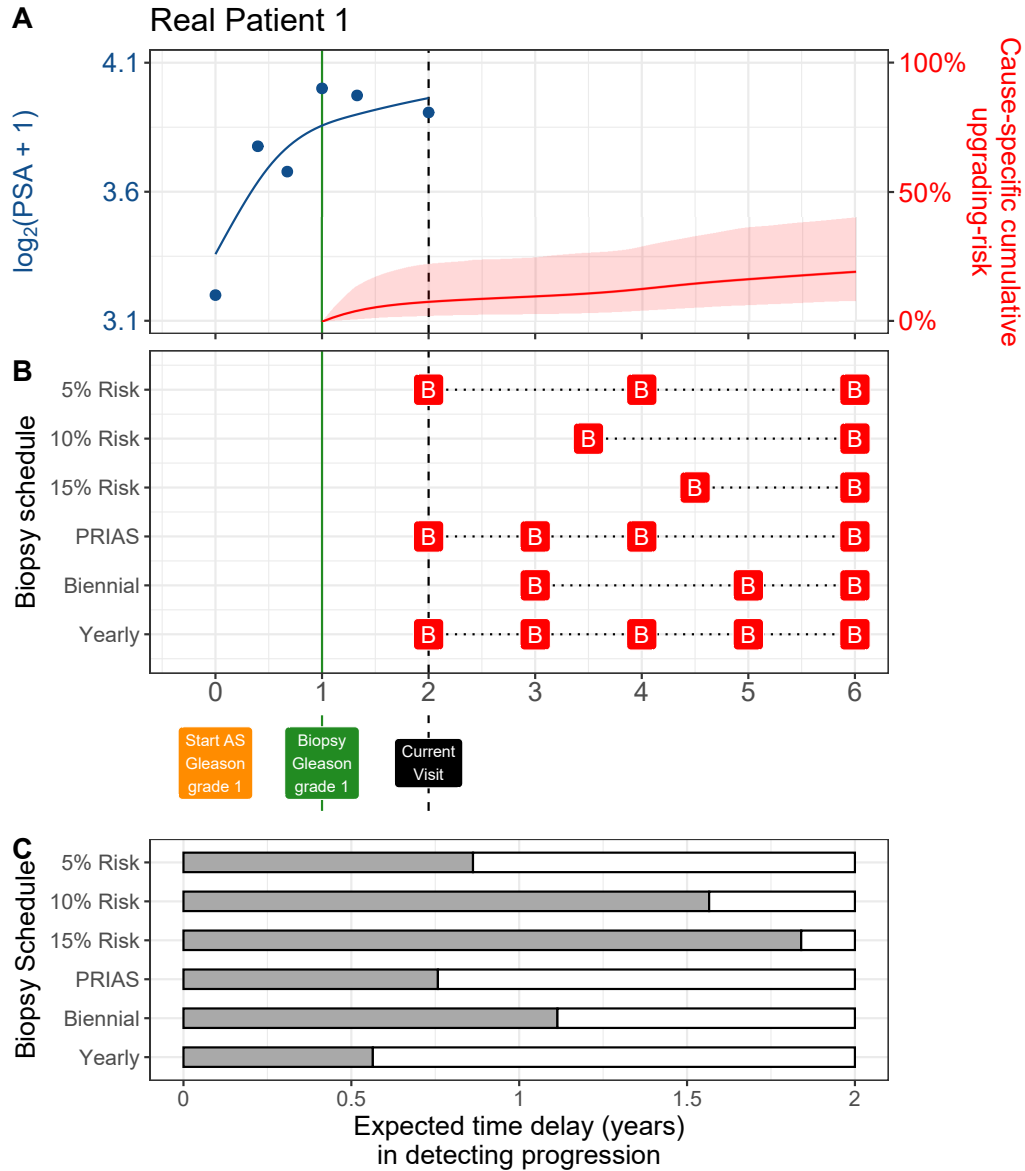 A
Real Patient 1
4.1
3.6
3.1
log₂(PSA + 1)
100%
50%
0%
Cause-specific cumulative
upgrading-risk
B
Biopsy schedule
5% Risk B B B
10% Risk B B
15% Risk B B
PRIAS B B B B
Biennial B B B
Yearly B B B B B
0 1 2 3 4 5 6
Start AS
Gleason
grade 1
Biopsy
Gleason
grade 1
Current
Visit
C
Biopsy Schedule
5% Risk
10% Risk
15% Risk
PRIAS
Biennial
Yearly
0 0.5 1 1.5 2
Expected time delay (years)
in detecting progression